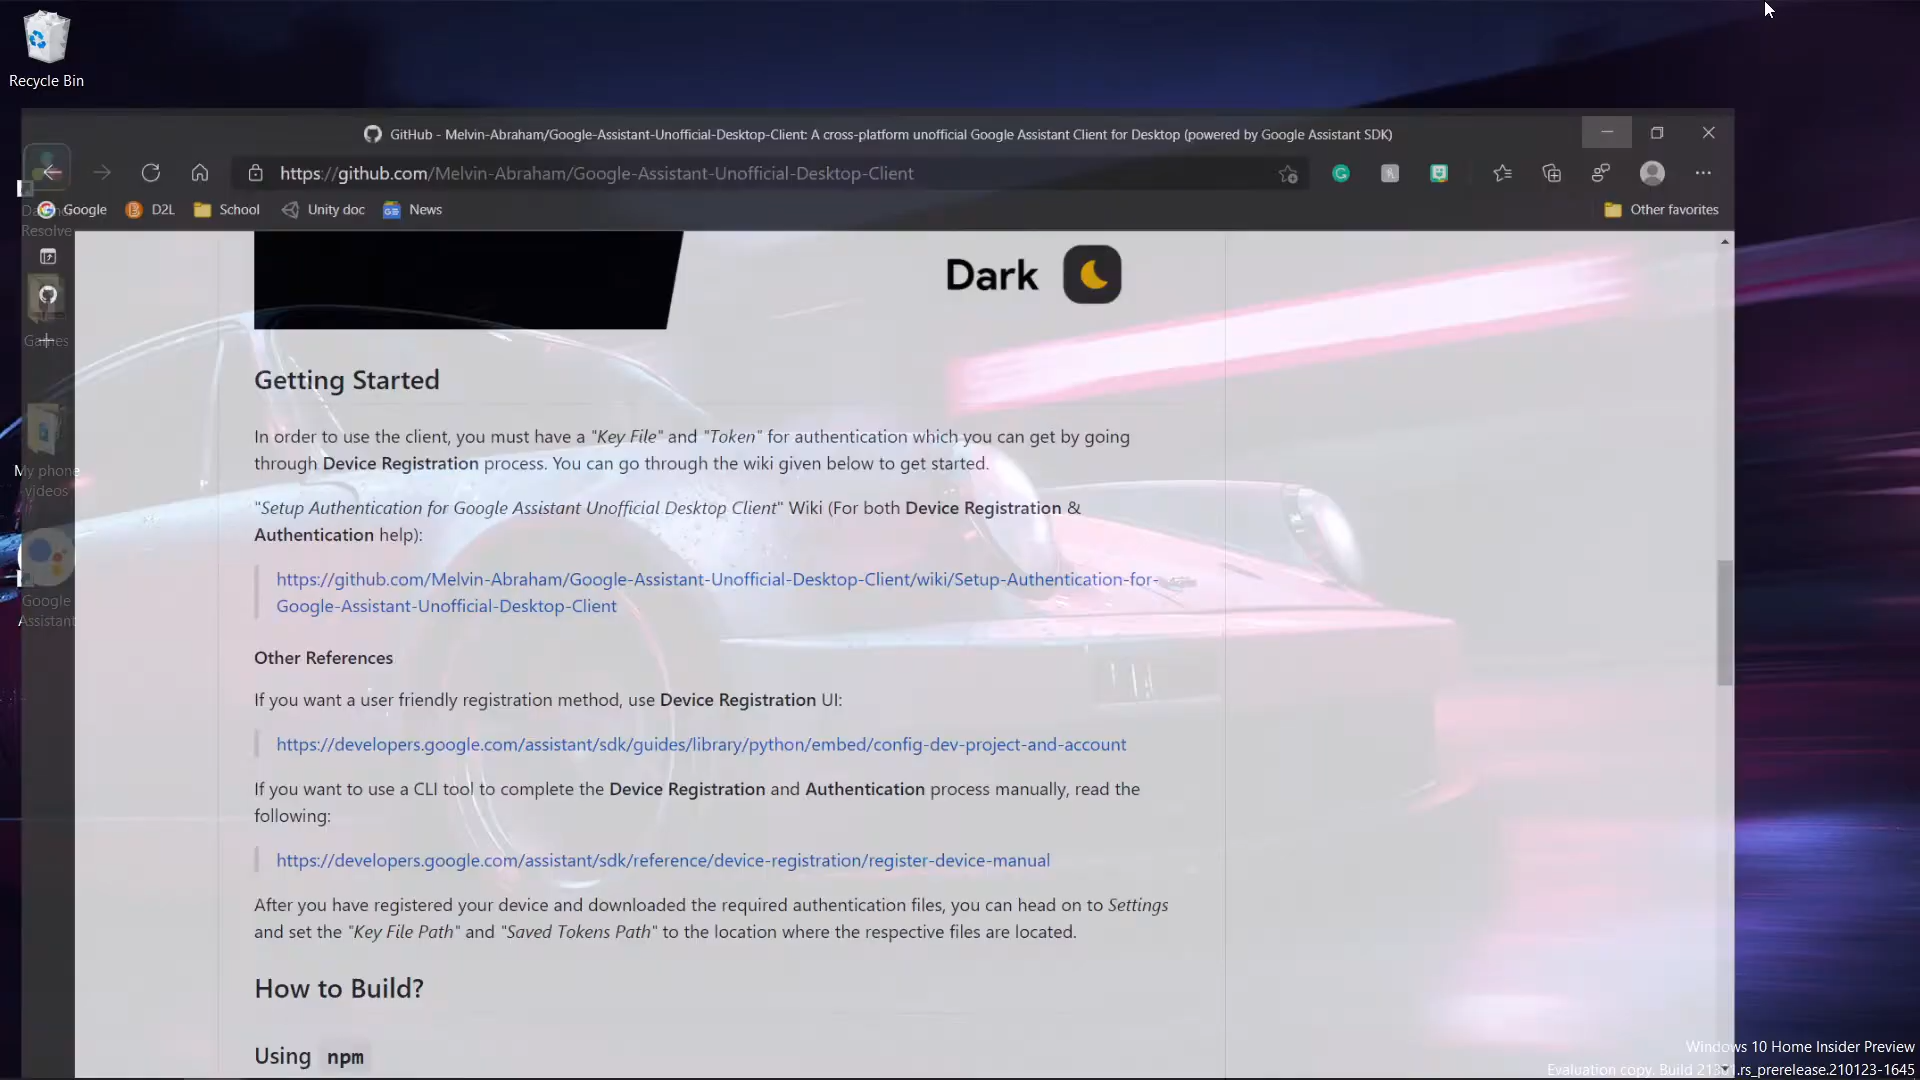 Recycle Bin
GitHub - Melvin-Abraham/Google-Assistant-Unofficial-Desktop-Client: A cross-platform unofficial Google Assistant Client for Desktop (powered by Google Assistant SDK)
https://github.com/Melvin-Abraham/Google-Assistant-Unofficial-Desktop-Client
Google
D2L
School
Unity doc
News
Other favorites
Resolve
Games
My phone
videos
Google
Assistant
Dark
Getting Started
In order to use the client, you must have a "Key File" and "Token" for authentication which you can get by going
through Device Registration process. You can go through the wiki given below to get started.
"Setup Authentication for Google Assistant Unofficial Desktop Client" Wiki (For both Device Registration &
Authentication help):
https://github.com/Melvin-Abraham/Google-Assistant-Unofficial-Desktop-Client/wiki/Setup-Authentication-for-
Google-Assistant-Unofficial-Desktop-Client
Other References
If you want a user friendly registration method, use Device Registration UI:
https://developers.google.com/assistant/sdk/guides/library/python/embed/config-dev-project-and-account
If you want to use a CLI tool to complete the Device Registration and Authentication process manually, read the
following:
https://developers.google.com/assistant/sdk/reference/device-registration/register-device-manual
After you have registered your device and downloaded the required authentication files, you can head on to Settings
and set the "Key File Path" and "Saved Tokens Path" to the location where the respective files are located.
How to Build?
Using npm
Windows 10 Home Insider Preview
Evaluation copy. Build